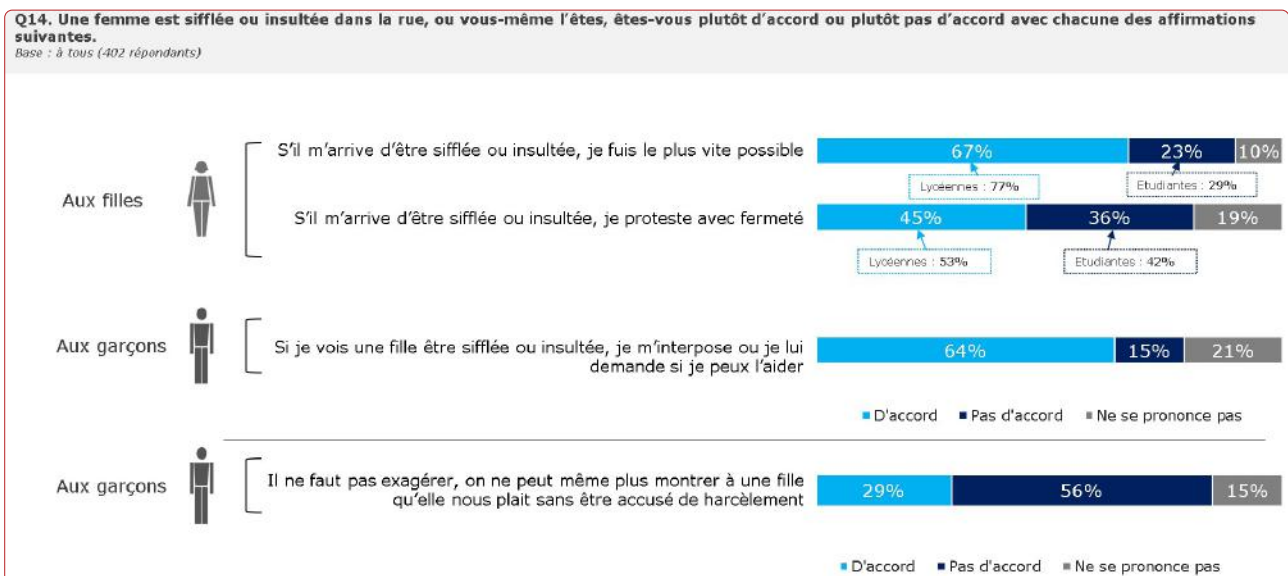 Q14. Une femme est sifflée ou insultée dans la rue, ou vous-même l'êtes, êtes-vous plutôt d'accord ou plutôt pas d'accord avec chacune des affirmations
suivantes.
Base : à tous (402 répondants)
Aux filles
S'il m'arrive d'être sifflée ou insultée, je fuis le plus vite possible
67% 23% 10%
Lycéennes : 77% Etudiantes : 29%
S'il m'arrive d'être sifflée ou insultée, je proteste avec fermeté
45% 36% 19%
Lycéennes : 53% Etudiantes : 42%
Aux garçons
Si je vois une fille être sifflée ou insultée, je m'interpose ou je lui
demande si je peux l'aider
64% 15% 21%
D'accord Pas d'accord Ne se prononce pas
Aux garçons
Il ne faut pas exagérer, on ne peut même plus montrer à une fille
qu'elle nous plait sans être accusé de harcèlement
29% 56% 15%
D'accord Pas d'accord Ne se prononce pas